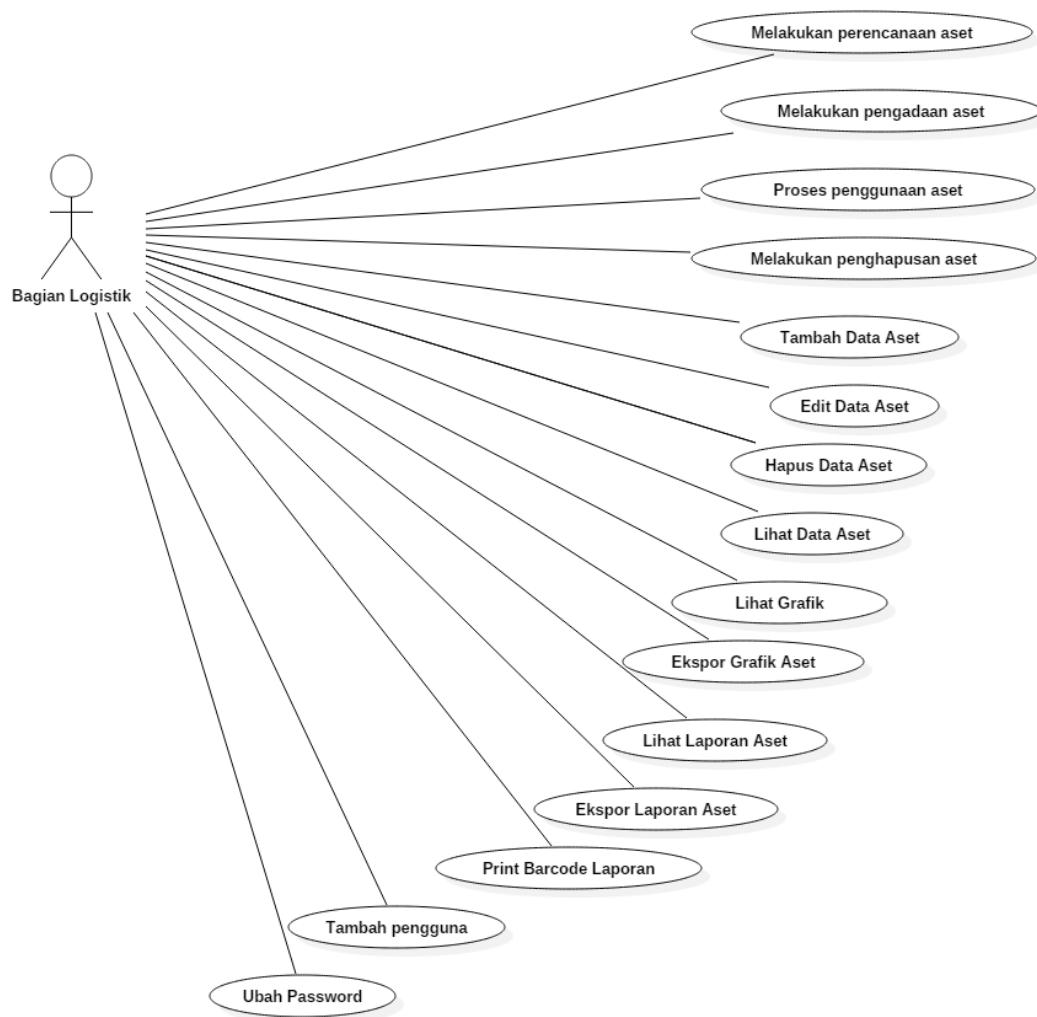 Melakukan perencanaan aset
Melakukan pengadaan aset
Proses penggunaan aset
Melakukan penghapusan aset
Bagian Logistik
Tambah Data Aset
Edit Data Aset
Hapus Data Aset
Lihat Data Aset
Lihat Grafik
Ekspor Grafik Aset
Lihat Laporan Aset
Ekspor Laporan Aset
Print Barcode Laporan
Tambah pengguna
Ubah Password